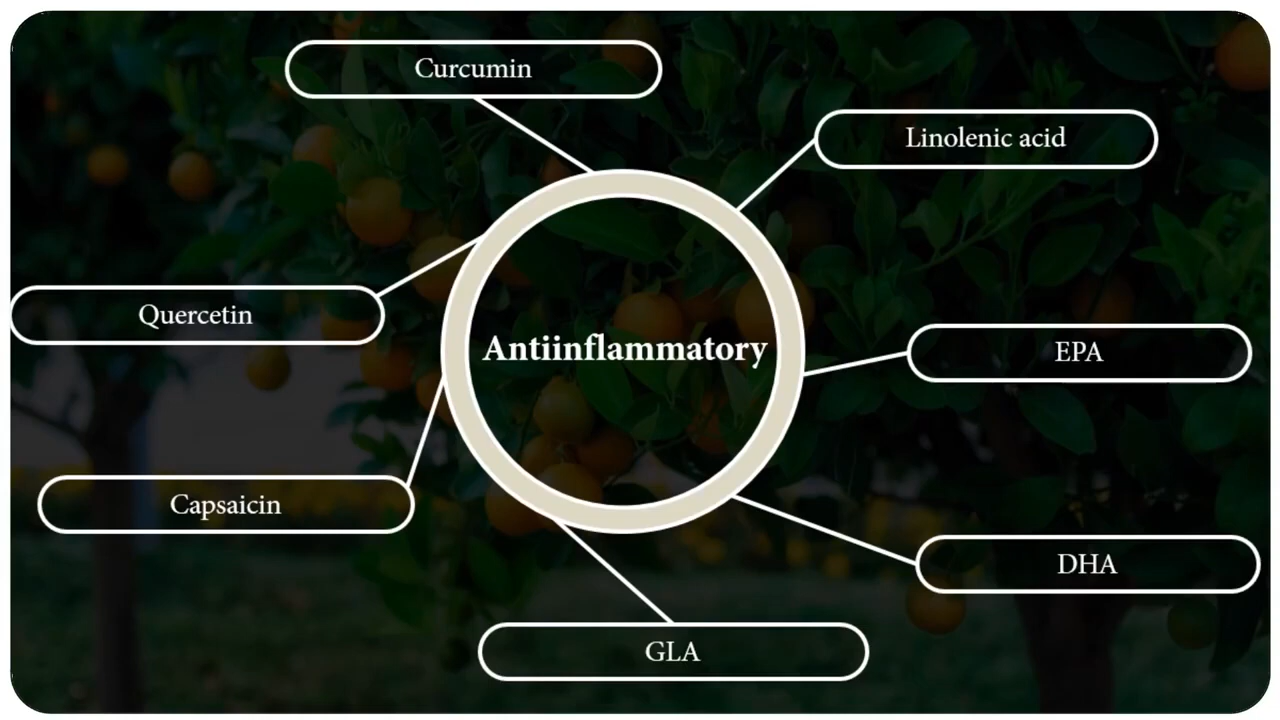 Curcumin
Linolenic acid
Quercetin
Antiinflammatory
EPA
Capsaicin
DHA
GLA